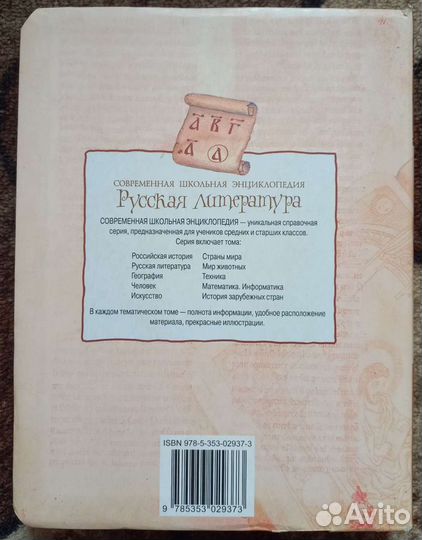 А В Г
Д
СОВРЕМЕННАЯ ШКОЛЬНАЯ ЭНЦИКЛОПЕДИЯ
Русская литература
СОВРЕМЕННАЯ ШКОЛЬНАЯ ЭНЦИКЛОПЕДИЯ — уникальная справочная
серия, предназначенная для учеников средних и старших классов.
Серия включает тома:
Российская история Страны мира
Русская литература Мир животных
География Техника
Человек Математика. Информатика
Искусство История зарубежных стран
В каждом тематическом томе — полнота информации, удобное расположение
материала, прекрасные иллюстрации.
ISBN 978-5-353-02937-3
9 785353 029373
Avito